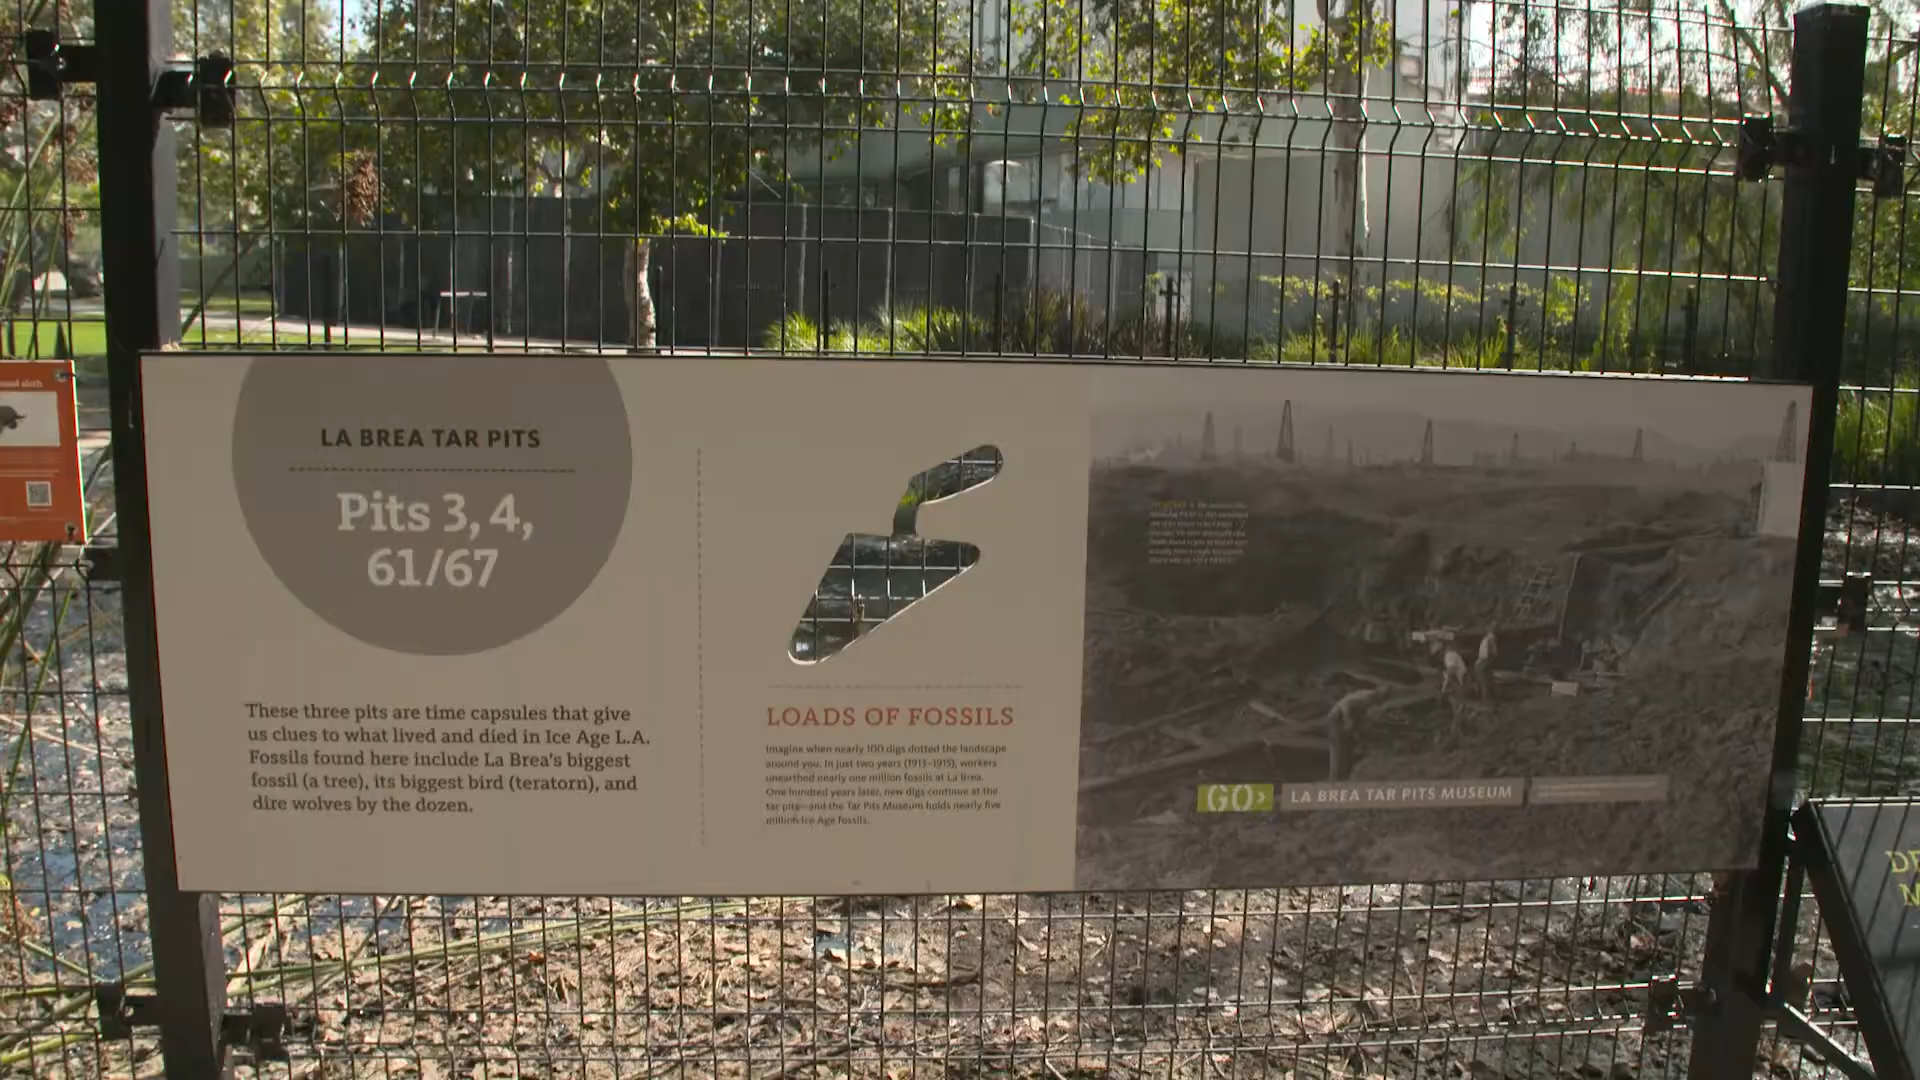 LA BREA TAR PITS
Pits 3, 4,
61/67
These three pits are time capsules that give
us clues to what lived and died in Ice Age L.A.
Fossils found here include La Brea's biggest
fossil (a tree), its biggest bird (teratorn), and
dire wolves by the dozen.
LOADS OF FOSSILS
Imagine when nearly 100 digs dotted the landscape
around you. In just two years (1913–1915), workers
unearthed nearly one million fossils at La Brea.
One hundred years later, new digs continue at the
tar pits—and the Tar Pits Museum holds nearly five
million Ice Age fossils.
GO>
LA BREA TAR PITS MUSEUM
sloth